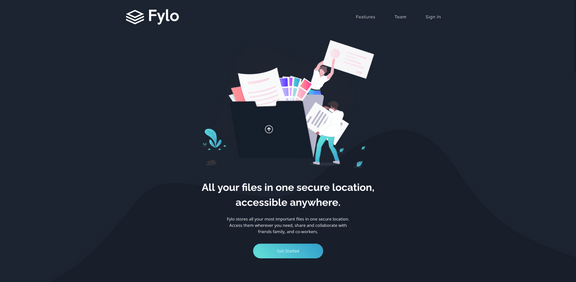 Fylo
Features
Team
Sign In
All your files in one secure location,
accessible anywhere.
Fylo stores all your most important files in one secure location.
Access them wherever you need, share and collaborate with
friends family, and co-workers.
Get Started